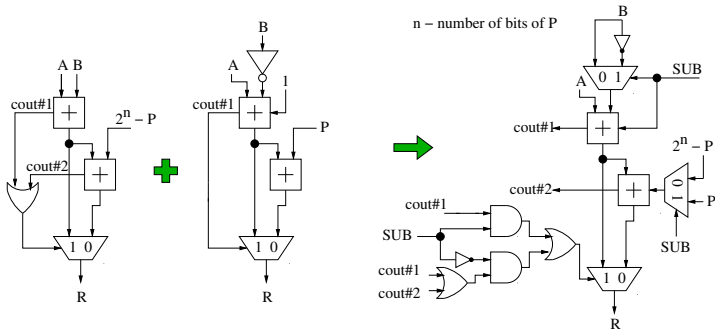 A B
cout#1
+
2ⁿ − P
cout#2
+
1 0
R
B
A
1
cout#1
+
P
+
1 0
R
n − number of bits of P
B
0 1
SUB
A
cout#1
+
2ⁿ − P
cout#2
+
0 1
P
SUB
cout#1
SUB
cout#1
cout#2
1 0
R